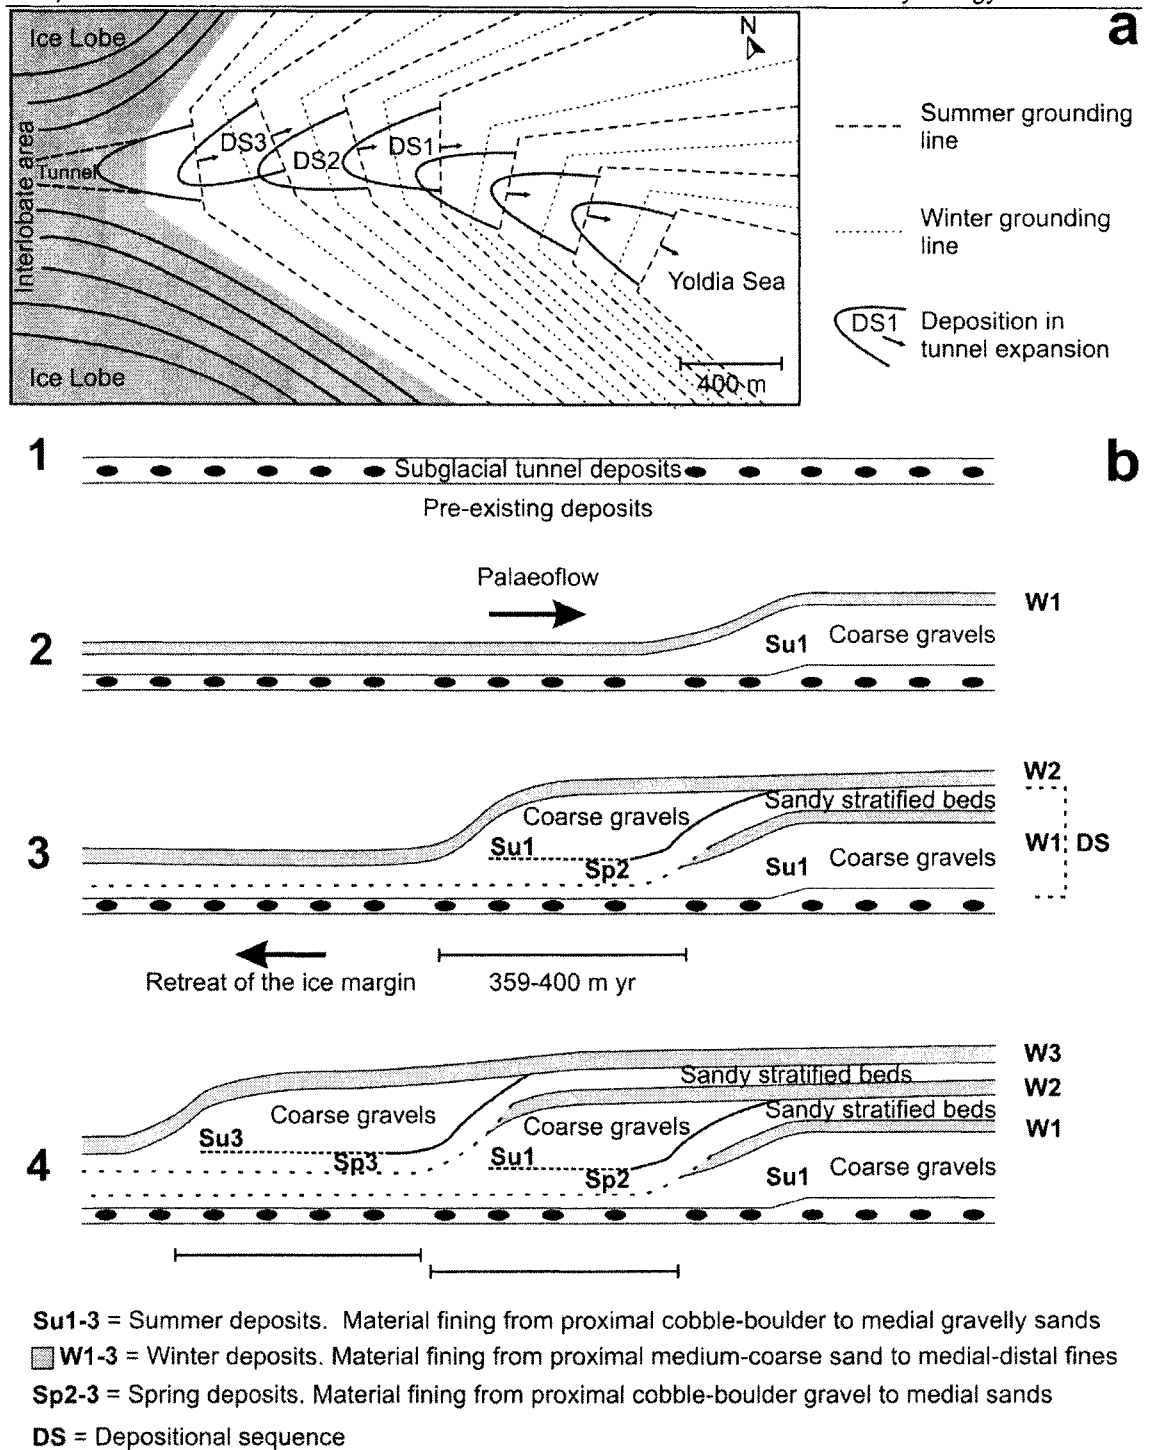 a
Ice Lobe
N
Interlobate area
Tunnel
DS3
DS2
DS1
Yoldia Sea
400 m
Ice Lobe
Summer grounding
line
Winter grounding
line
DS1
Deposition in
tunnel expansion
b
1
Subglacial tunnel deposits
Pre-existing deposits
Palaeoflow
2
W1
Su1 Coarse gravels
3
W2
Coarse gravels
Sandy stratified beds
Su1
Sp2
W1
DS
Su1 Coarse gravels
Retreat of the ice margin
359-400 m yr
4
W3
Sandy stratified beds
W2
Coarse gravels
Coarse gravels
Sandy stratified beds
W1
Su3
Sp3
Su1
Sp2
Su1 Coarse gravels
Su1-3 = Summer deposits. Material fining from proximal cobble-boulder to medial gravelly sands
W1-3 = Winter deposits. Material fining from proximal medium-coarse sand to medial-distal fines
Sp2-3 = Spring deposits. Material fining from proximal cobble-boulder gravel to medial sands
DS = Depositional sequence